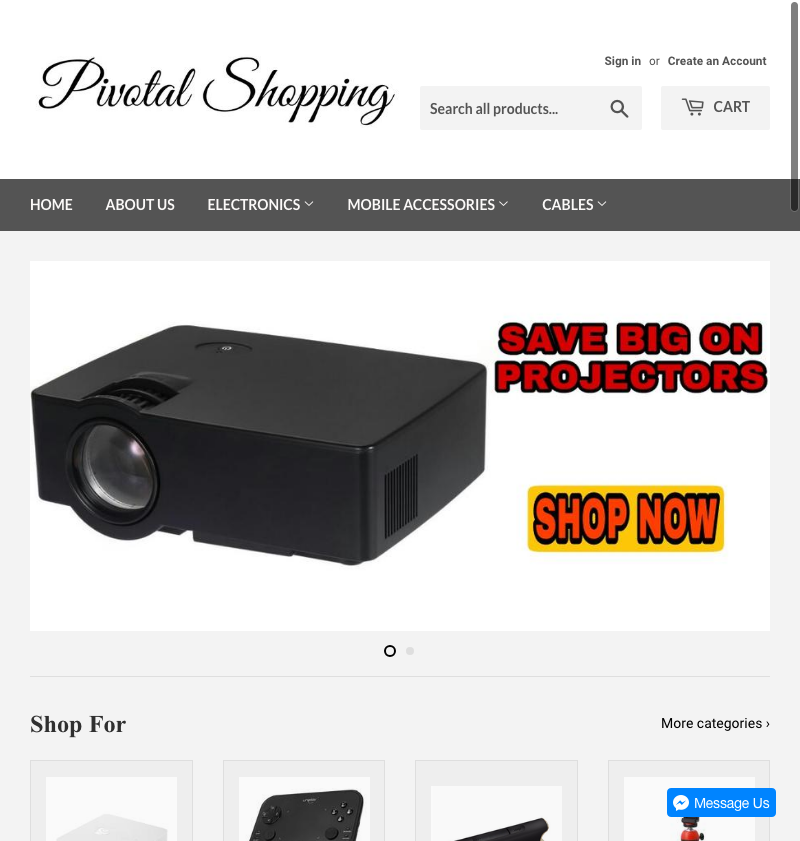 Pivotal Shopping
Sign in or Create an Account
Search all products...
CART
HOME ABOUT US ELECTRONICS MOBILE ACCESSORIES CABLES
SAVE BIG ON
PROJECTORS
SHOP NOW
Shop For
More categories ›
Message Us